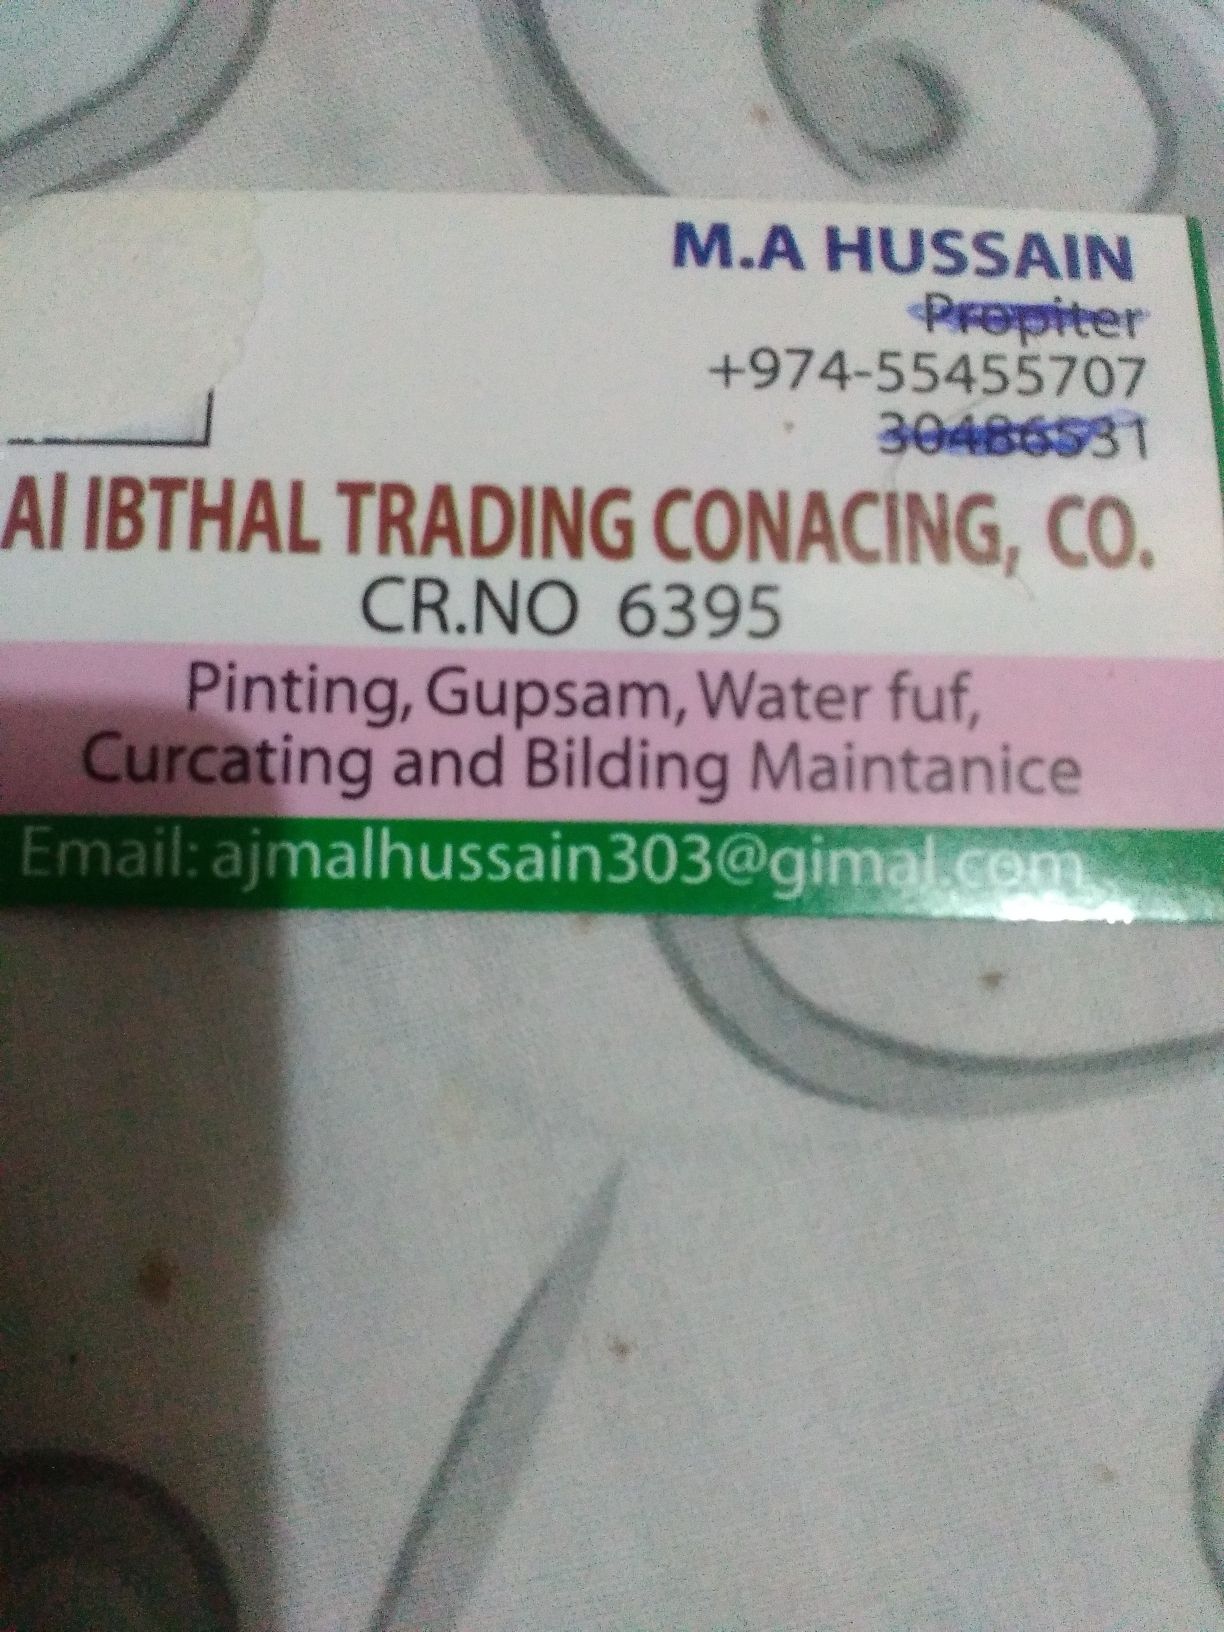 M.A HUSSAIN
Propiter
+974-55455707
30486531
Al IBTHAL TRADING CONACING, CO.
CR.NO 6395
Pinting, Gupsam, Water fuf,
Curcating and Bilding Maintanice
Email: ajmalhussain303@gimal.com